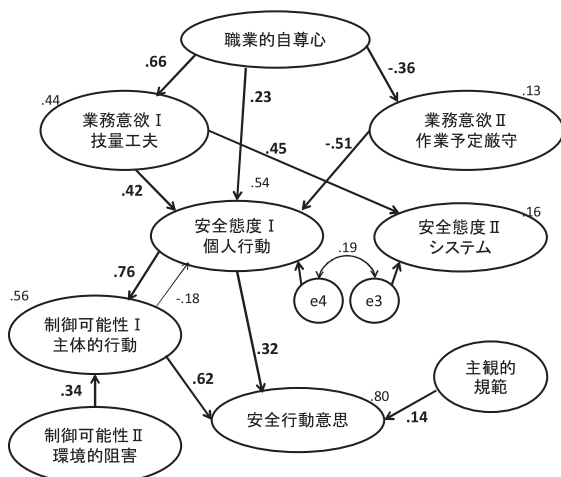 職業的自尊心
.66
-.36
.23
.44
.13
業務意欲Ⅰ
技量工夫
業務意欲Ⅱ
作業予定厳守
.45
-.51
.42
.54
安全態度Ⅰ
個人行動
安全態度Ⅱ
システム
.16
.19
e4
e3
.76
-.18
.56
制御可能性Ⅰ
主体的行動
.32
.62
主観的
規範
.34
.80
安全行動意思
.14
制御可能性Ⅱ
環境的阻害